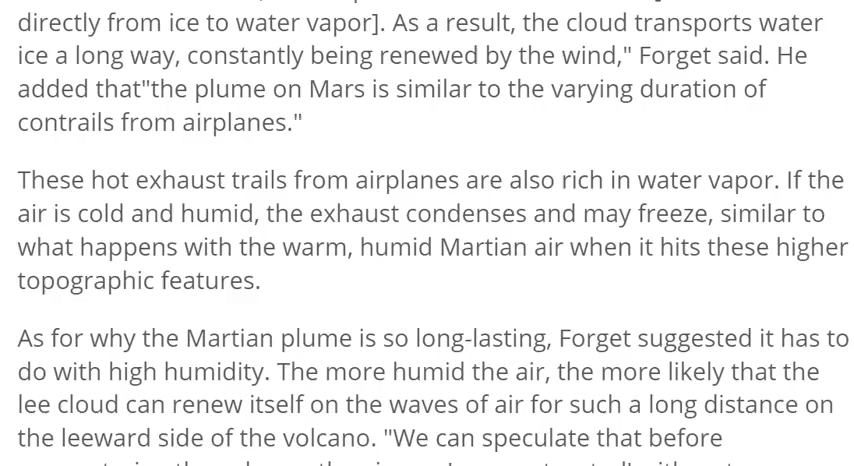 directly from ice to water vapor]. As a result, the cloud transports water
ice a long way, constantly being renewed by the wind," Forget said. He
added that"the plume on Mars is similar to the varying duration of
contrails from airplanes."
These hot exhaust trails from airplanes are also rich in water vapor. If the
air is cold and humid, the exhaust condenses and may freeze, similar to
what happens with the warm, humid Martian air when it hits these higher
topographic features.
As for why the Martian plume is so long-lasting, Forget suggested it has to
do with high humidity. The more humid the air, the more likely that the
lee cloud can renew itself on the waves of air for such a long distance on
the leeward side of the volcano. "We can speculate that before